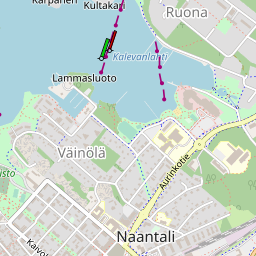 Karpanen
Kultakari
Ruona
Kalevanlahti
Lammasluoto
Väinölä
Aurinkotie
Naantali